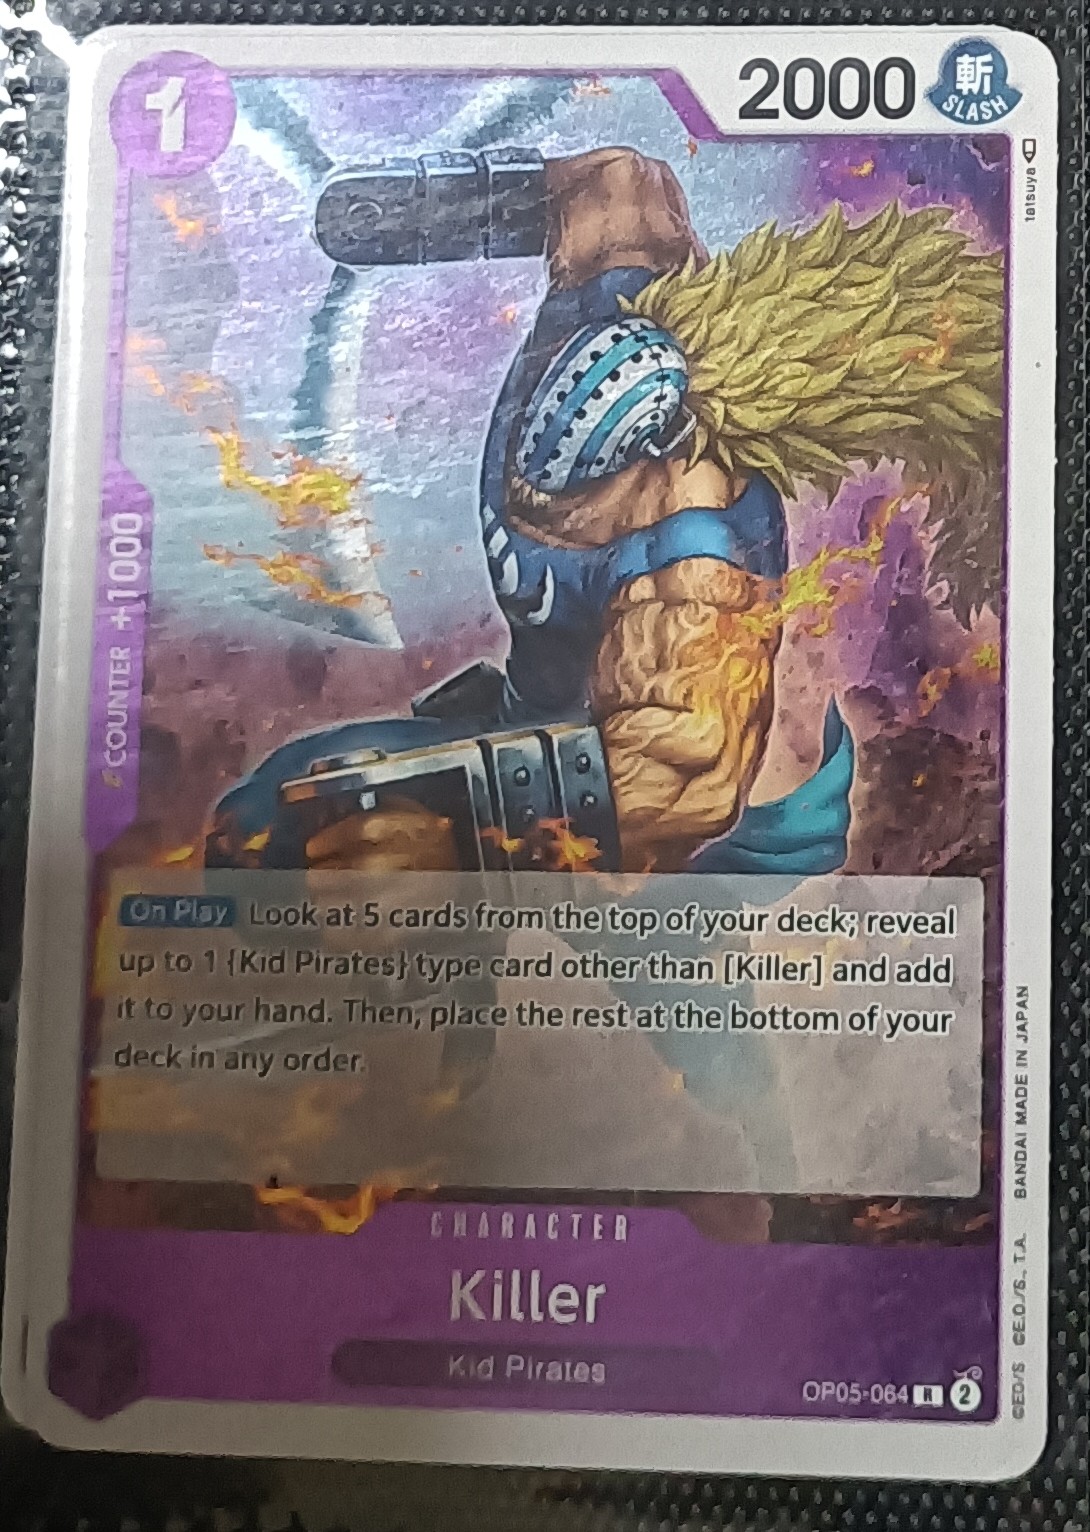 1
2000
斬
SLASH
tatsuya
COUNTER +1000
On Play Look at 5 cards from the top of your deck; reveal
up to 1 {Kid Pirates} type card other than [Killer] and add
it to your hand. Then, place the rest at the bottom of your
deck in any order.
CHARACTER
Killer
Kid Pirates
OP05-064 R 2
©EO/S ©E.O./S., T.A. BANDAI MADE IN JAPAN